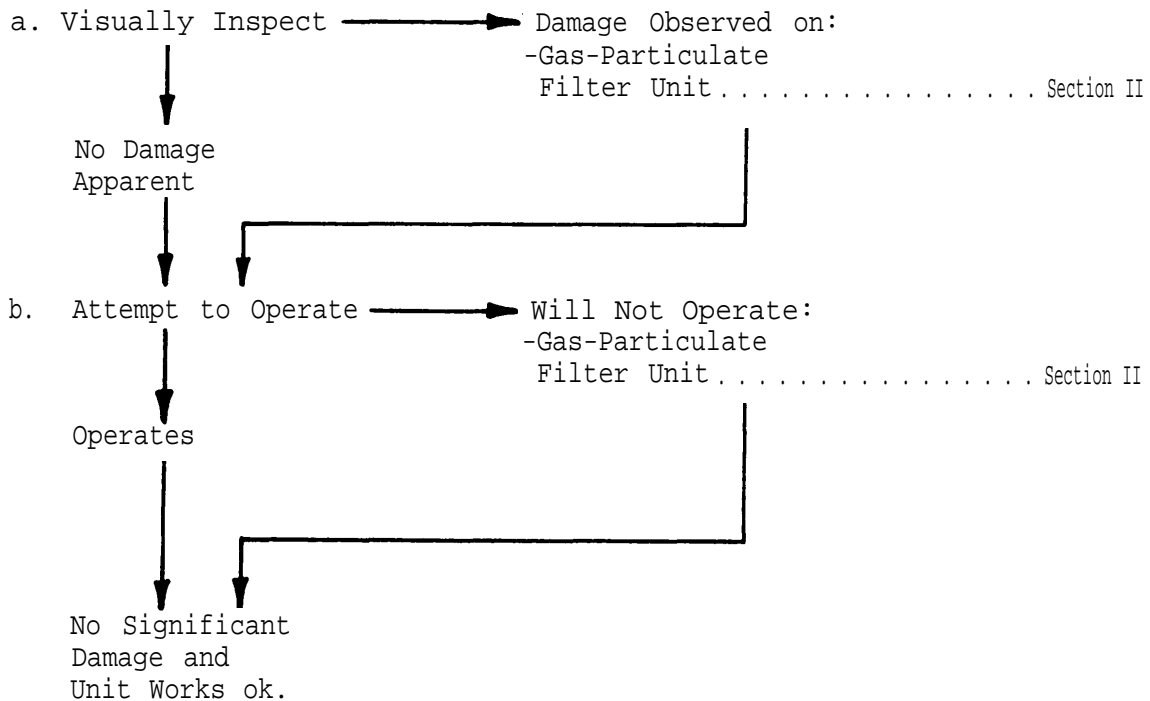 a. Visually Inspect
Damage Observed on:
-Gas-Particulate
Filter Unit . . . . . . . . . . . . . . . . Section II
No Damage
Apparent
b. Attempt to Operate
Will Not Operate:
-Gas-Particulate
Filter Unit . . . . . . . . . . . . . . . . Section II
Operates
No Significant
Damage and
Unit Works ok.